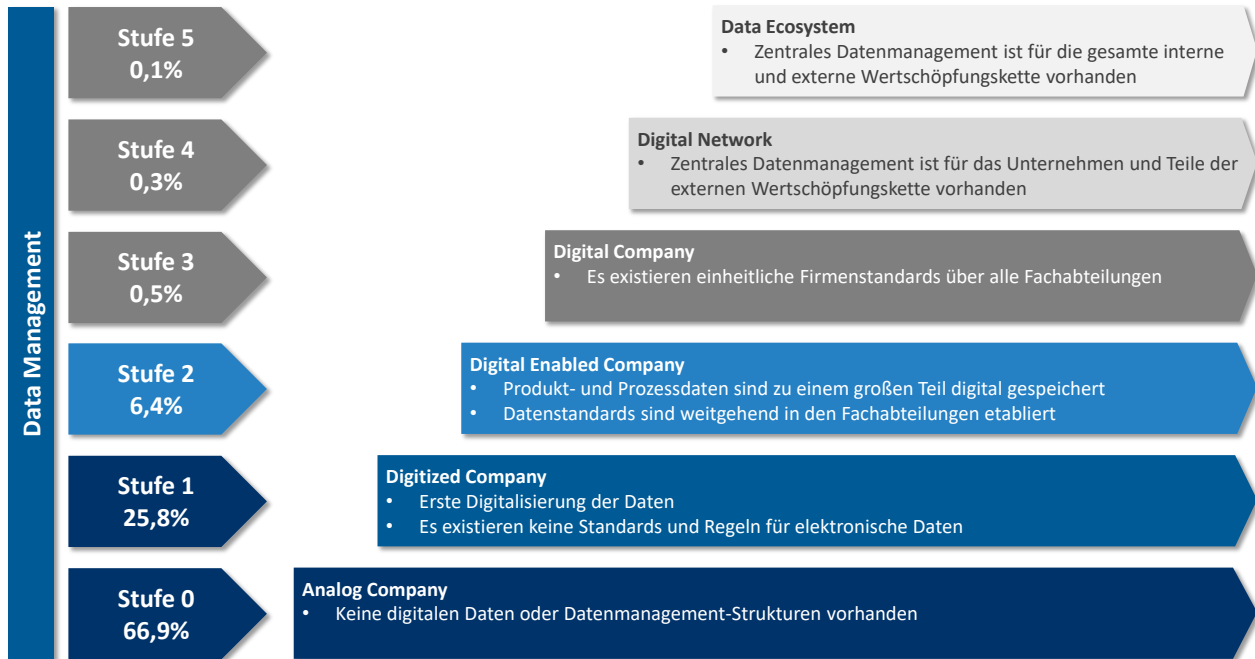 Data Management
Stufe 5
0,1%
Data Ecosystem
• Zentrales Datenmanagement ist für die gesamte interne
und externe Wertschöpfungskette vorhanden
Stufe 4
0,3%
Digital Network
• Zentrales Datenmanagement ist für das Unternehmen und Teile der
externen Wertschöpfungskette vorhanden
Stufe 3
0,5%
Digital Company
• Es existieren einheitliche Firmenstandards über alle Fachabteilungen
Stufe 2
6,4%
Digital Enabled Company
• Produkt- und Prozessdaten sind zu einem großen Teil digital gespeichert
• Datenstandards sind weitgehend in den Fachabteilungen etabliert
Stufe 1
25,8%
Digitized Company
• Erste Digitalisierung der Daten
• Es existieren keine Standards und Regeln für elektronische Daten
Stufe 0
66,9%
Analog Company
• Keine digitalen Daten oder Datenmanagement-Strukturen vorhanden